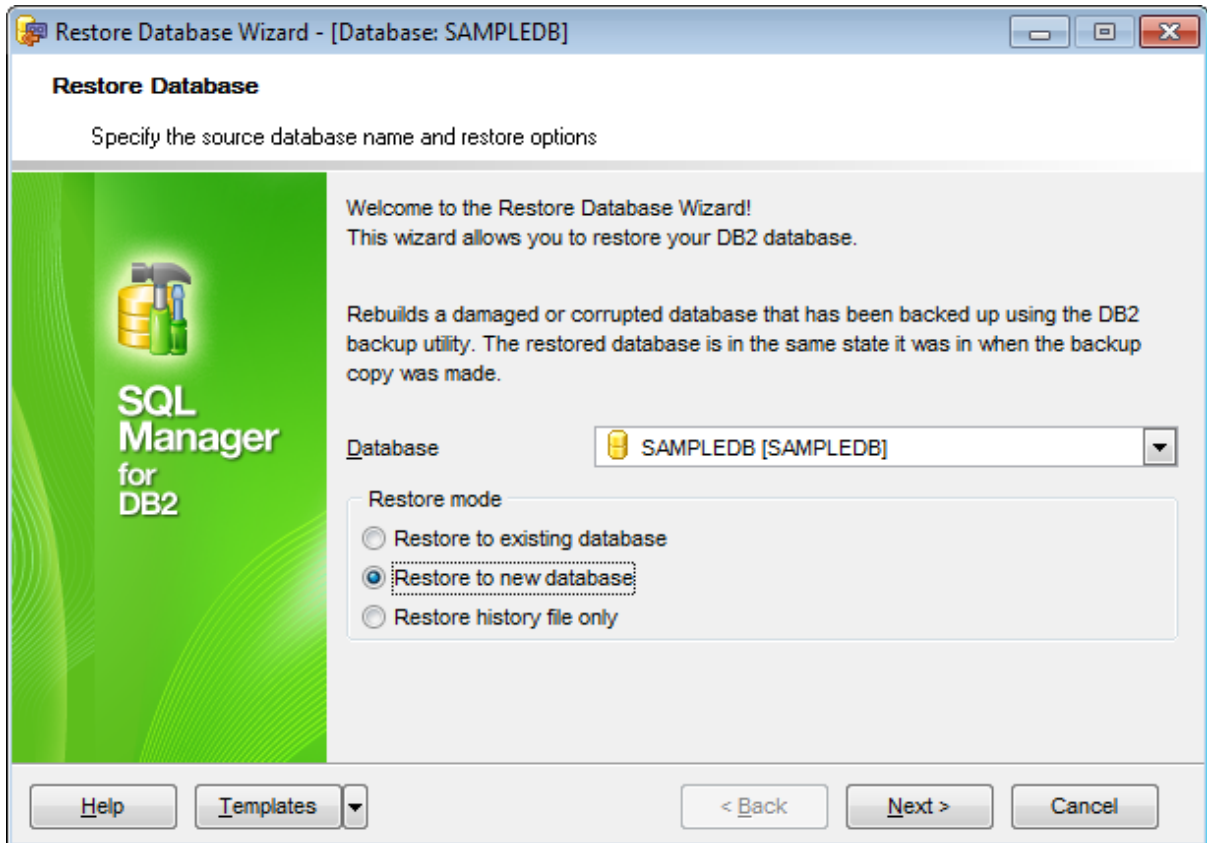 Restore Database Wizard - [Database: SAMPLEDB]
Restore Database
Specify the source database name and restore options
SQL
Manager
for
DB2
Welcome to the Restore Database Wizard!
This wizard allows you to restore your DB2 database.
Rebuilds a damaged or corrupted database that has been backed up using the DB2
backup utility. The restored database is in the same state it was in when the backup
copy was made.
Database
SAMPLEDB [SAMPLEDB]
Restore mode
Restore to existing database
Restore to new database
Restore history file only
Help
Templates
< Back
Next >
Cancel